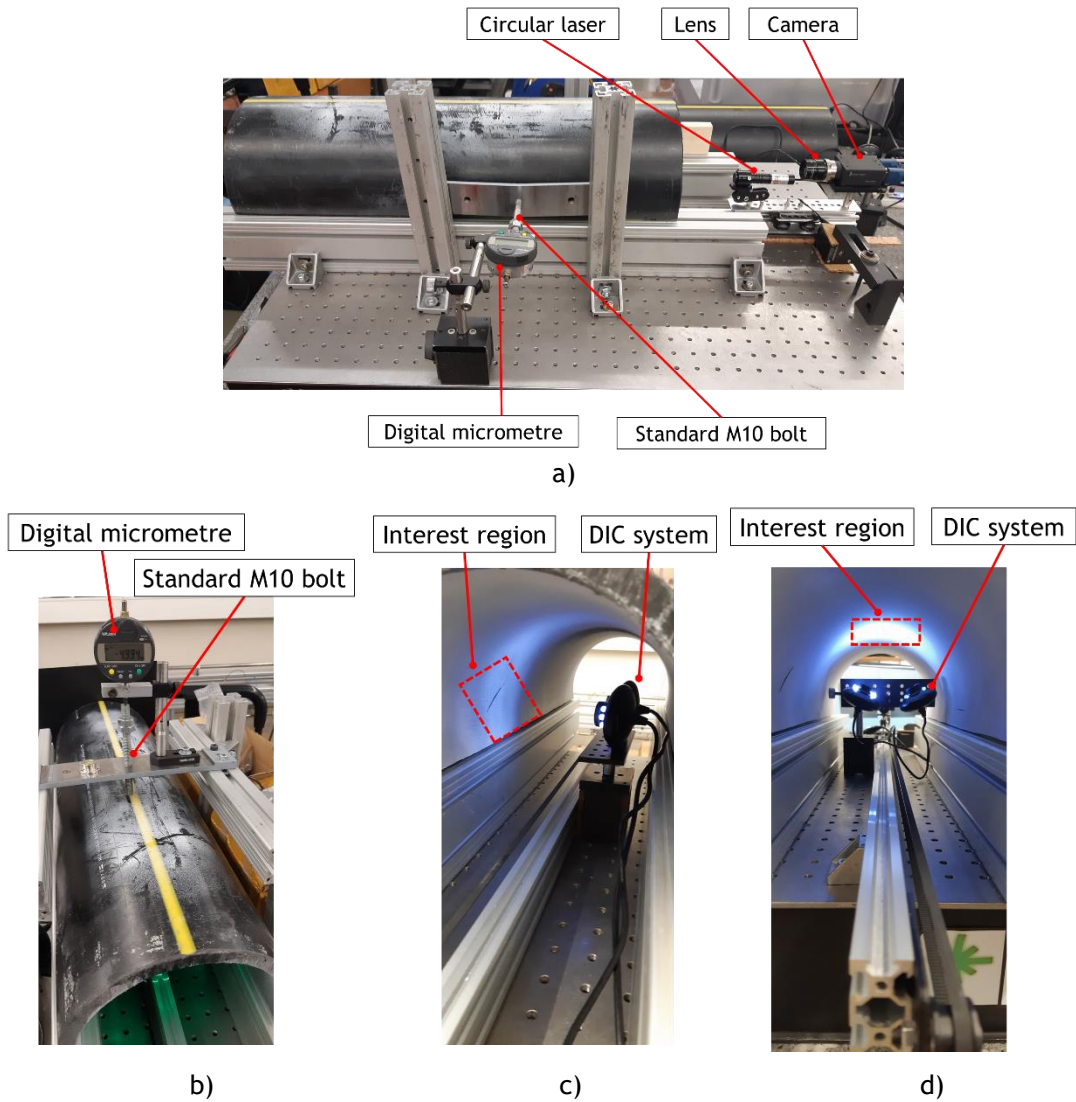 Circular laser
Lens
Camera
Digital micrometre
Standard M10 bolt
a)
Digital micrometre
Standard M10 bolt
Interest region
DIC system
Interest region
DIC system
b)
c)
d)